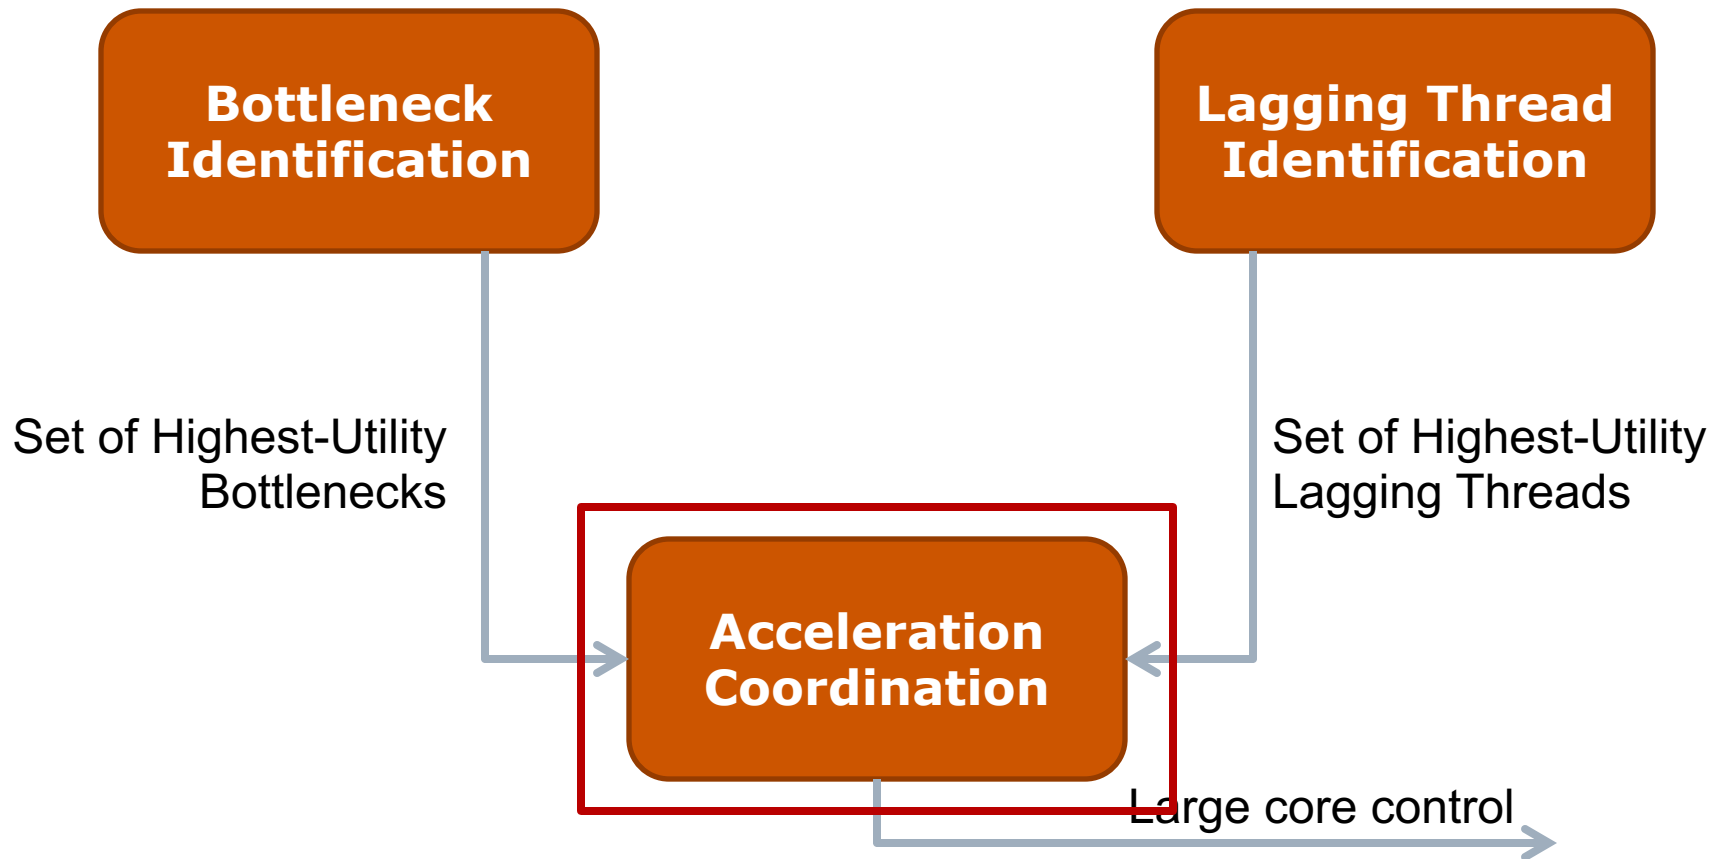 Bottleneck
Identification
Lagging Thread
Identification
Set of Highest-Utility
Bottlenecks
Set of Highest-Utility
Lagging Threads
Acceleration
Coordination
Large core control